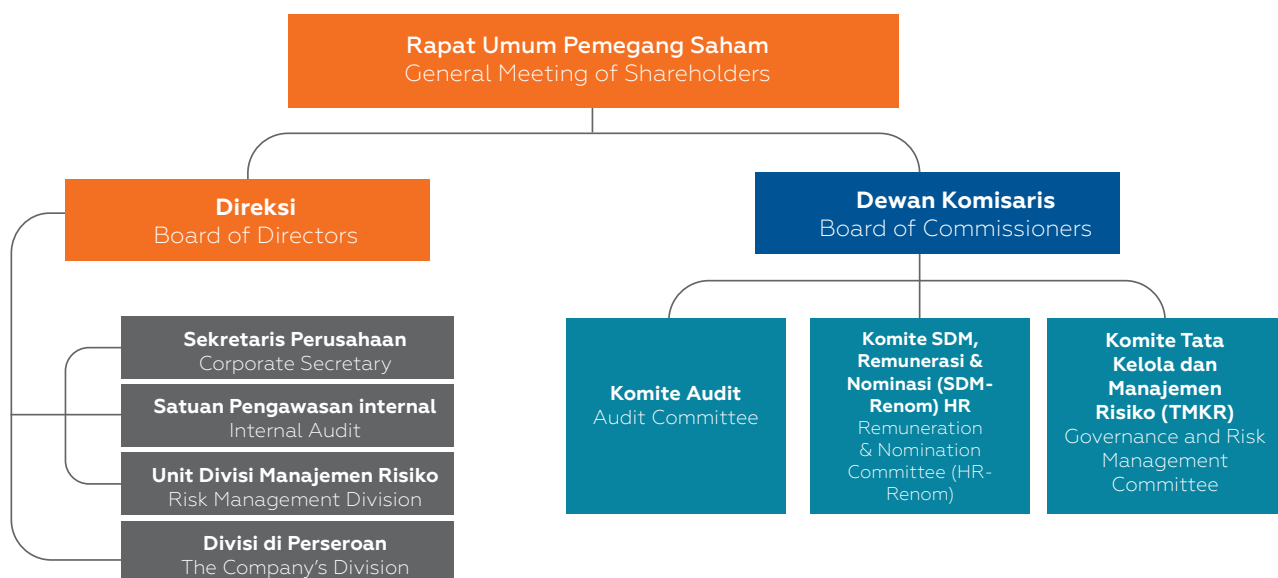 Rapat Umum Pemegang Saham
General Meeting of Shareholders
Direksi
Board of Directors
Dewan Komisaris
Board of Commissioners
Sekretaris Perusahaan
Corporate Secretary
Satuan Pengawasan internal
Internal Audit
Unit Divisi Manajemen Risiko
Risk Management Division
Divisi di Perseroan
The Company's Division
Komite Audit
Audit Committee
Komite SDM,
Remunerasi &
Nominasi (SDM-
Renom) HR
Remuneration
& Nomination
Committee (HR-
Renom)
Komite Tata
Kelola dan
Manajemen
Risiko (TMKR)
Governance and Risk
Management
Committee